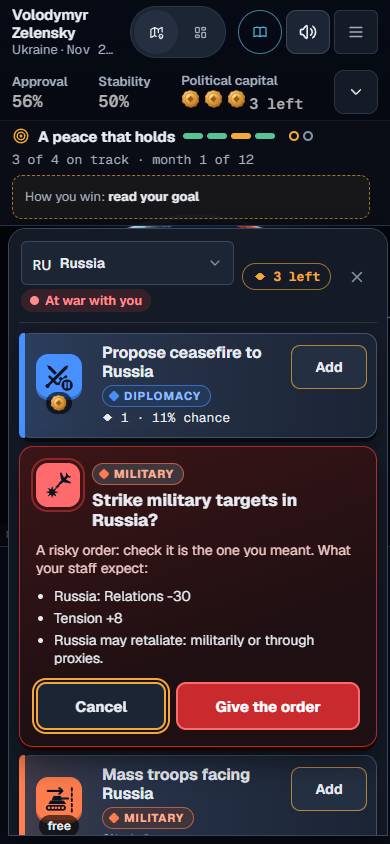 Volodymyr
Zelensky
Ukraine · Nov 2…
Approval
Stability
Political capital
56%
50%
3 left
A peace that holds
3 of 4 on track · month 1 of 12
How you win: read your goal
RU Russia
3 left
At war with you
Propose ceasefire to
Russia
DIPLOMACY
1 · 11% chance
Add
MILITARY
Strike military targets in
Russia?
A risky order: check it is the one you meant. What
your staff expect:
• Russia: Relations -30
• Tension +8
• Russia may retaliate: militarily or through
proxies.
Cancel
Give the order
Mass troops facing
Russia
MILITARY
free
Add